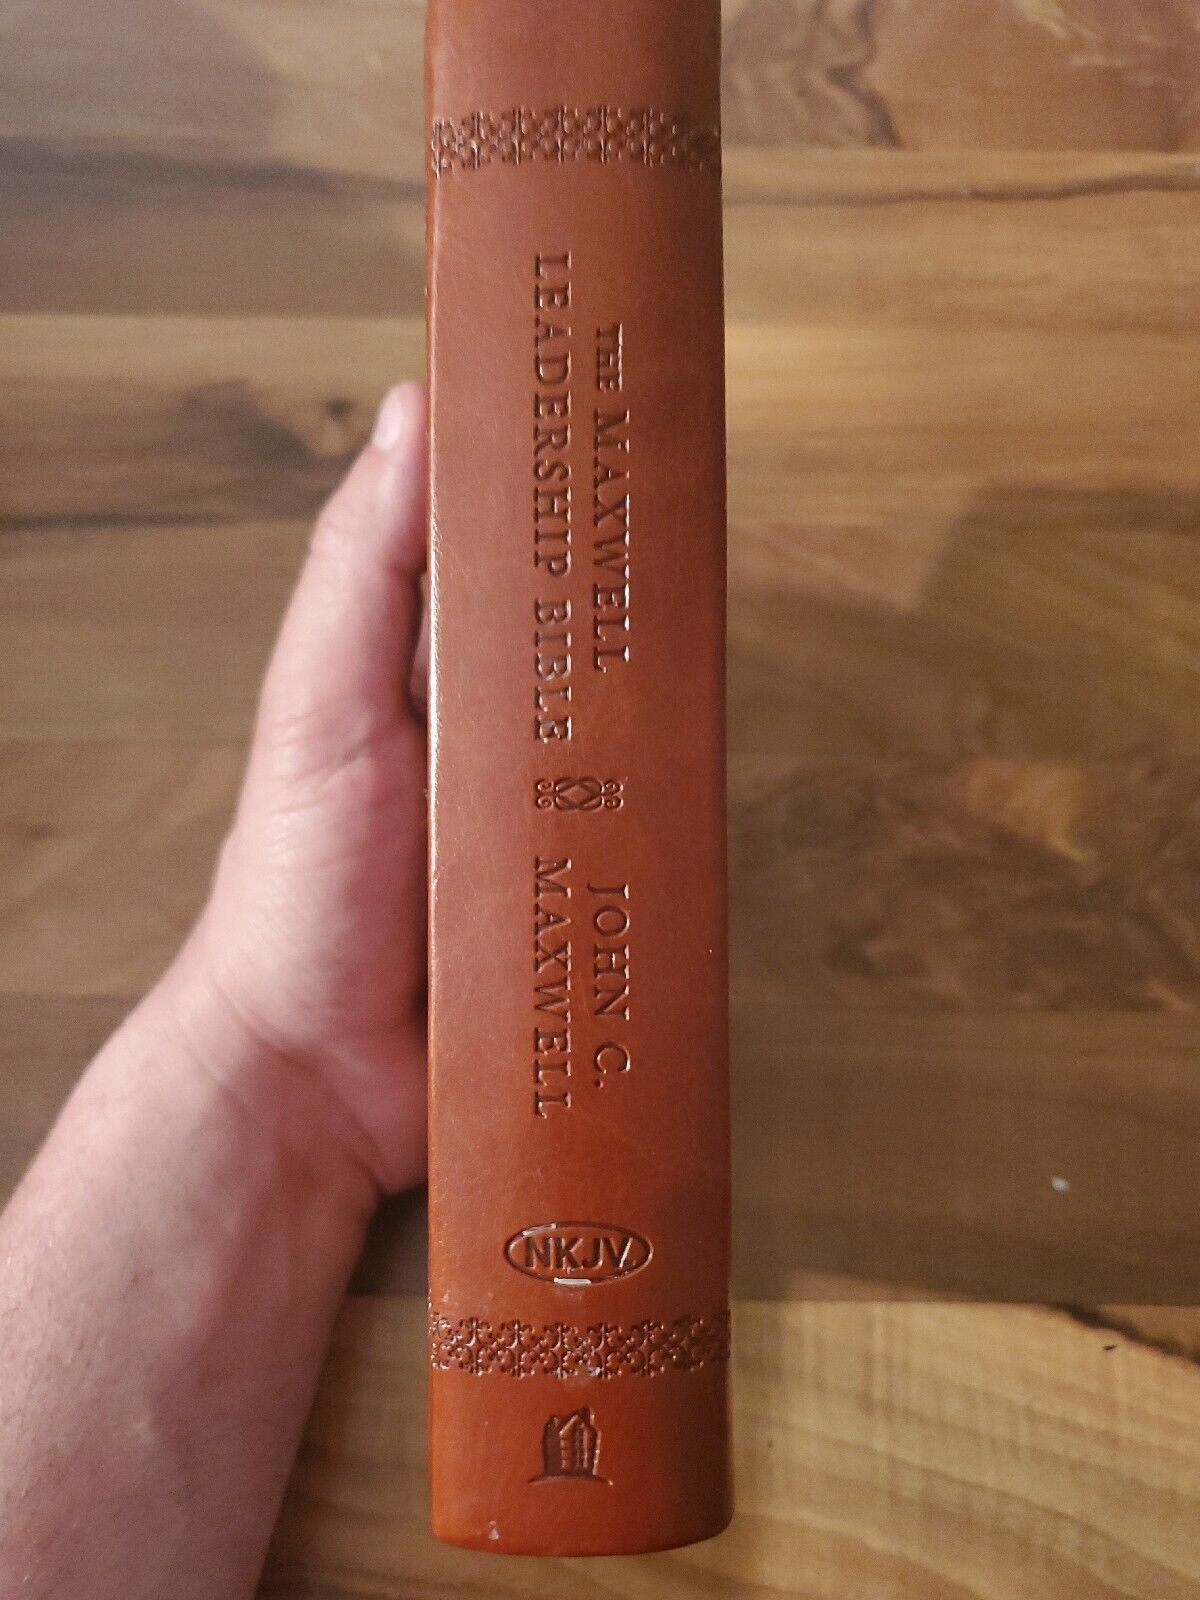 THE MAXWELL
LEADERSHIP BIBLE
JOHN C.
MAXWELL
NKJV